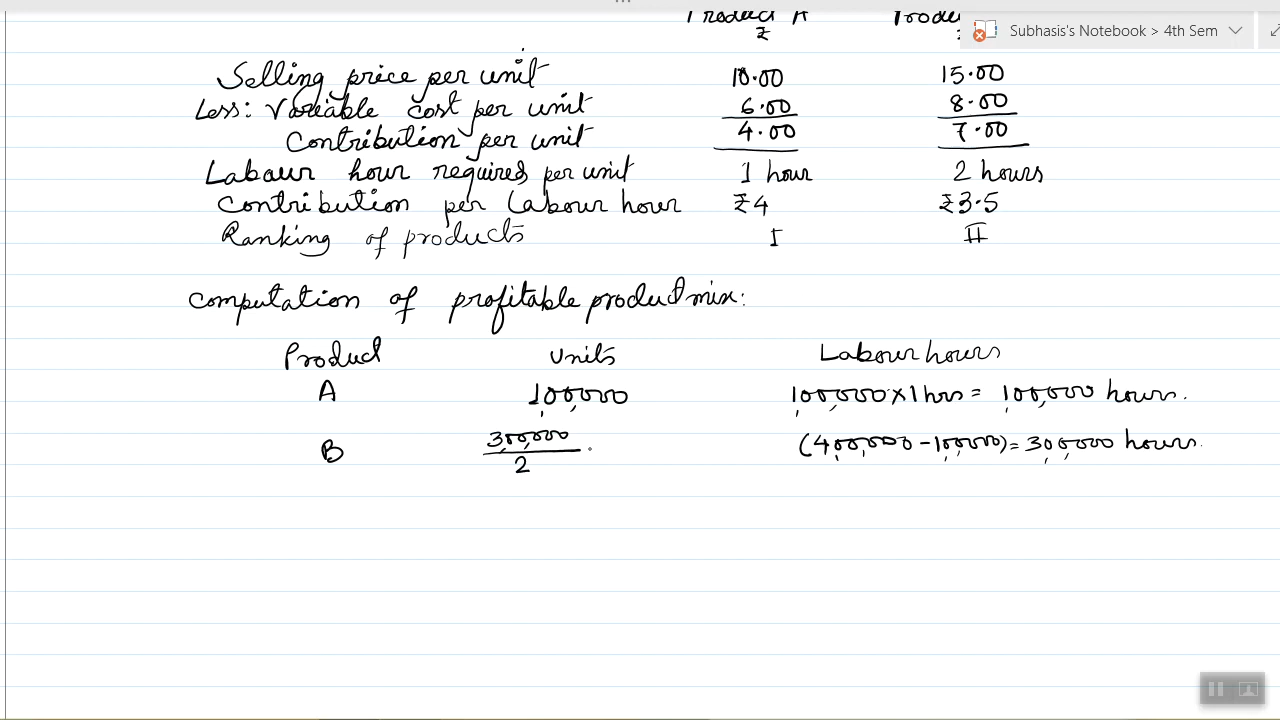 Product A Produ
₹ ₹
Subhasis's Notebook > 4th Sem
Selling price per unit 10.00 15.00
Less: Variable cost per unit 6.00 8.00
Contribution per unit 4.00 7.00
Labour hour required per unit 1 hour 2 hours
Contribution per Labour hour ₹4 ₹3.5
Ranking of products I II
Computation of profitable product mix:
Product Units Labour hours
A 100,000 100,000 x 1 hrs = 100,000 hours.
B 300,000/2 (400,000 - 100,000) = 300,000 hours.